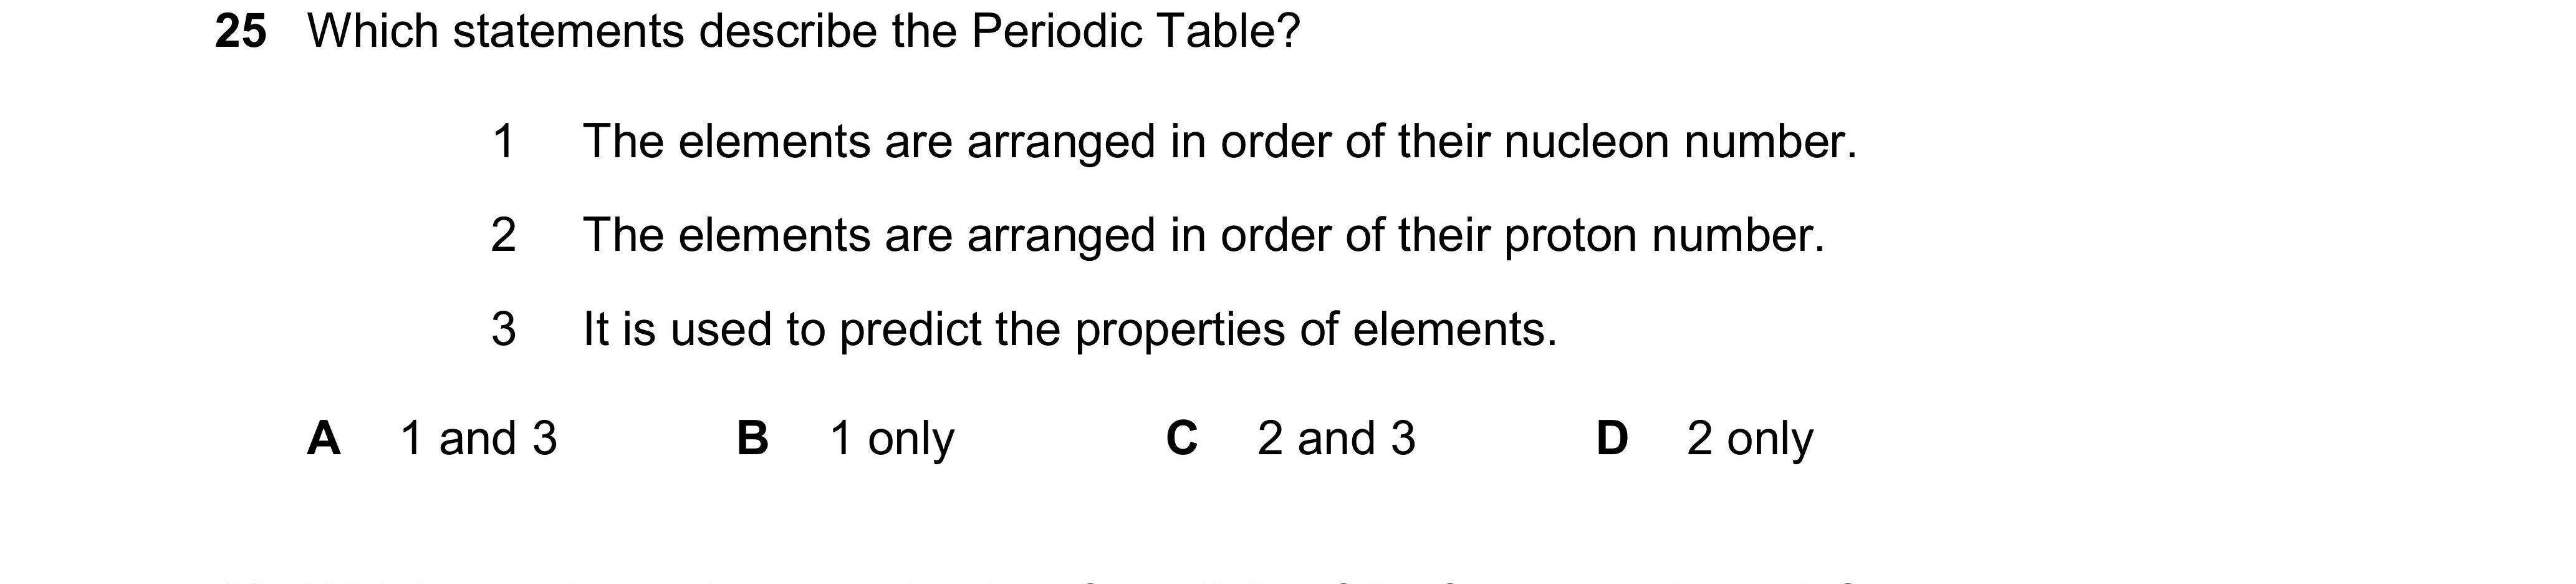 25 Which statements describe the Periodic Table?
1 The elements are arranged in order of their nucleon number.
2 The elements are arranged in order of their proton number.
3 It is used to predict the properties of elements.
A 1 and 3 B 1 only C 2 and 3 D 2 only